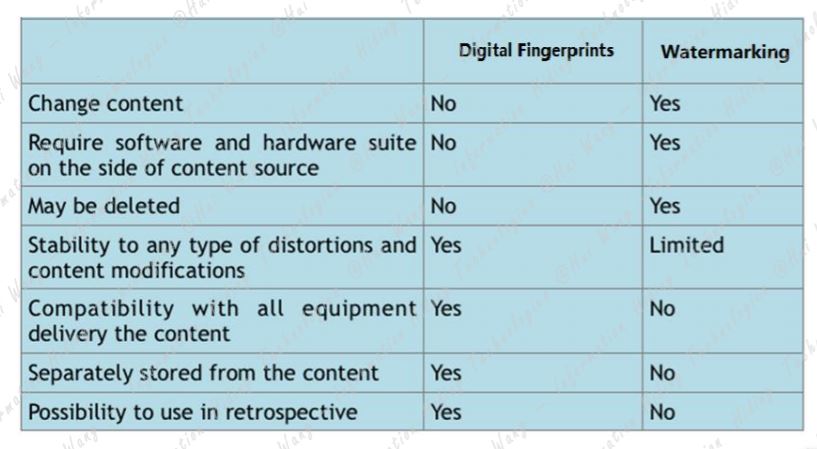 Digital Fingerprints Watermarking
Change content No Yes
Require software and hardware suite No Yes
on the side of content source
May be deleted No Yes
Stability to any type of distortions and Yes Limited
content modifications
Compatibility with all equipment Yes No
delivery the content
Separately stored from the content Yes No
Possibility to use in retrospective Yes No